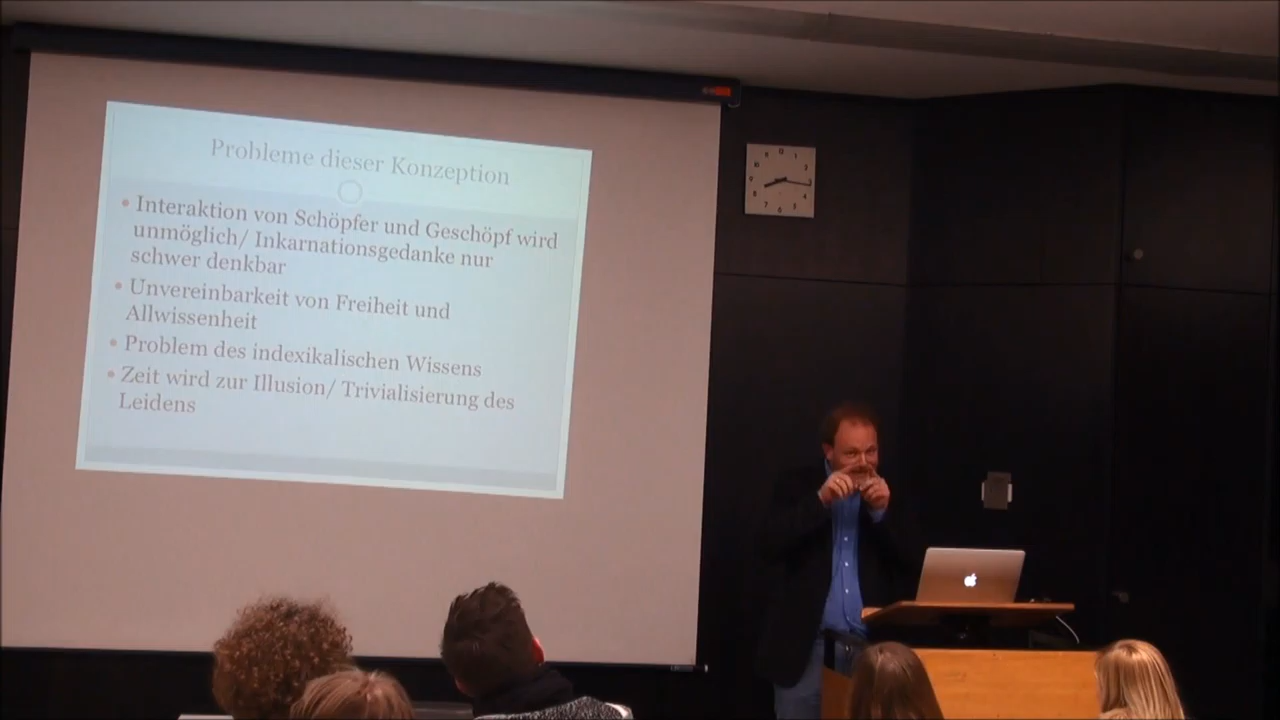 Probleme dieser Konzeption
• Interaktion von Schöpfer und Geschöpf wird
unmöglich/ Inkarnationsgedanke nur
schwer denkbar
• Unvereinbarkeit von Freiheit und
Allwissenheit
• Problem des indexikalischen Wissens
• Zeit wird zur Illusion/ Trivialisierung des
Leidens